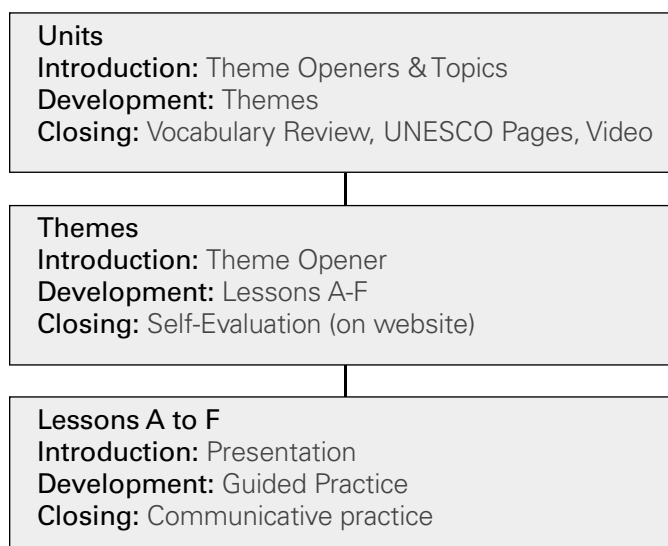 Units
Introduction: Theme Openers & Topics
Development: Themes
Closing: Vocabulary Review, UNESCO Pages, Video
Themes
Introduction: Theme Opener
Development: Lessons A-F
Closing: Self-Evaluation (on website)
Lessons A to F
Introduction: Presentation
Development: Guided Practice
Closing: Communicative practice